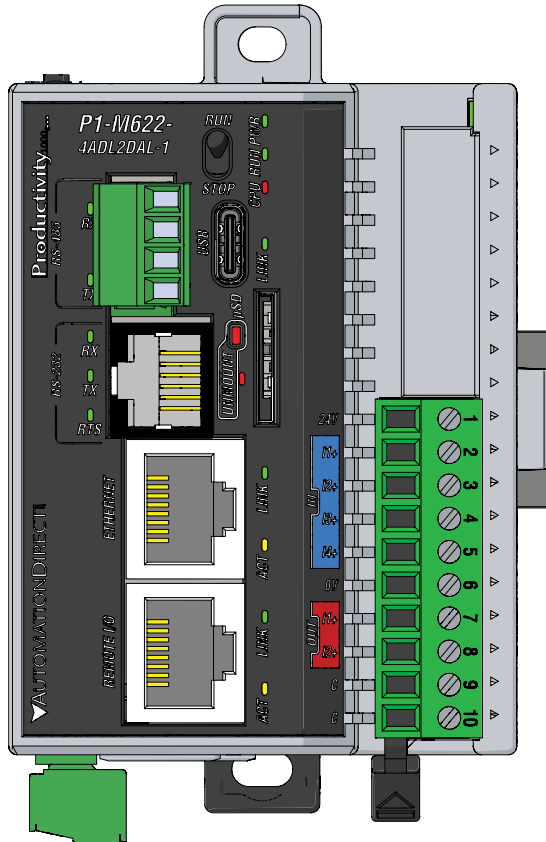 P1-M622-
4ADL2DAL-1
Productivity1000
RUN
STOP
PWR
RUN
CPU
RS-485
RX
TX
USB
LINK
µSD
UNMOUNT
RS-232
RX
TX
RTS
ETHERNET
LINK
ACT
REMOTE I/O
LINK
ACT
AUTOMATIONDIRECT
24V
IN
I1+
I2+
I3+
I4+
0V
OUT
I1+
I2+
C
C
1
2
3
4
5
6
7
8
9
10